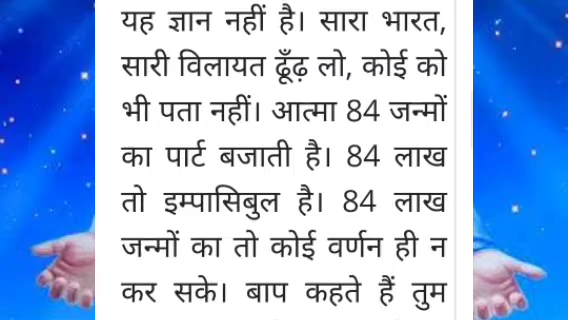 यह ज्ञान नहीं है। सारा भारत,
सारी विलायत ढूँढ़ लो, कोई को
भी पता नहीं। आत्मा 84 जन्मों
का पार्ट बजाती है। 84 लाख
तो इम्पासिबुल है। 84 लाख
जन्मों का तो कोई वर्णन ही न
कर सके। बाप कहते हैं तुम